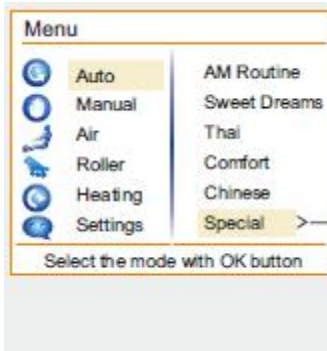 Menu
Auto
Manual
Air
Roller
Heating
Settings
AM Routine
Sweet Dreams
Thai
Comfort
Chinese
Special >
Select the mode with OK button